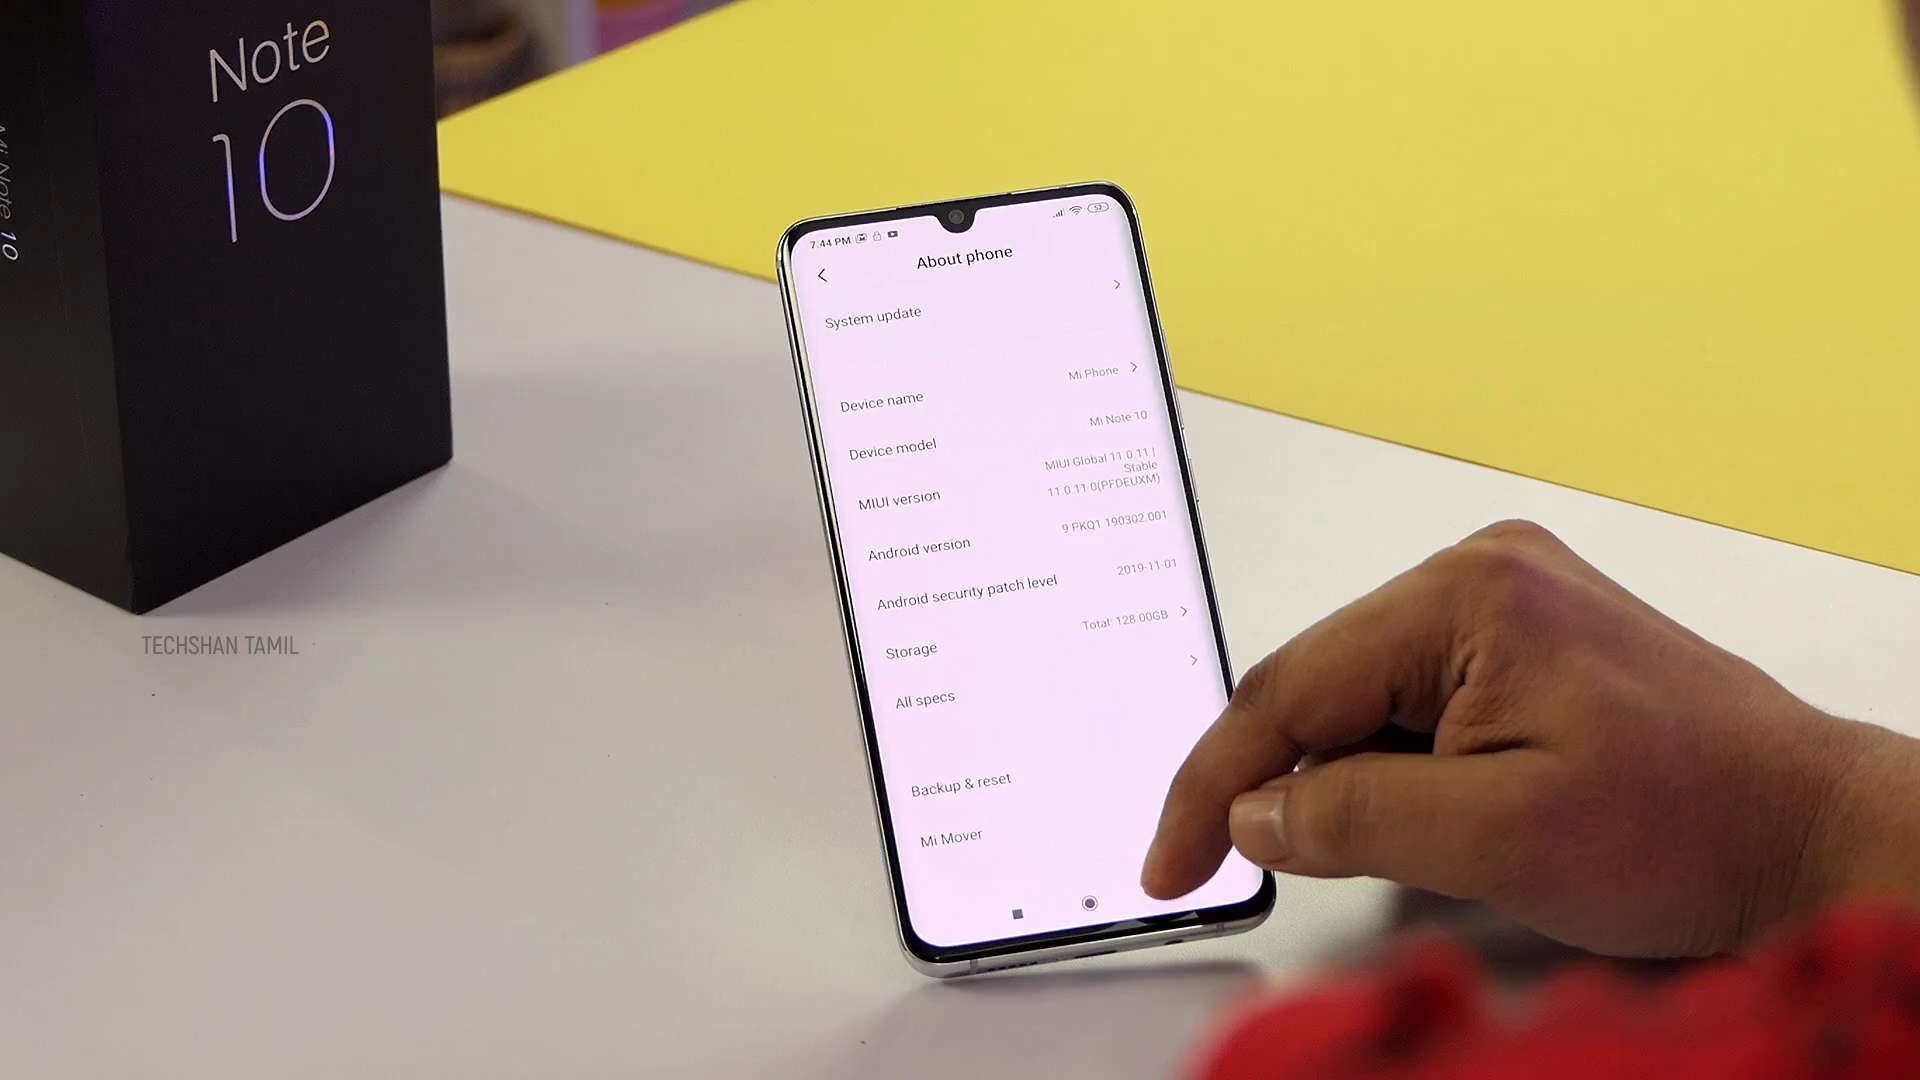 Note
10
Mi Note 10
7:44 PM
52
About phone
System update
Device name
Mi Phone
Device model
Mi Note 10
MIUI version
MIUI Global 11.0.11 |
Stable
11.0.11.0(PFDEUXM)
Android version
9 PKQ1.190302.001
Android security patch level
2019-11-01
Storage
Total: 128.00GB
All specs
Backup & reset
Mi Mover
TECHSHAN TAMIL